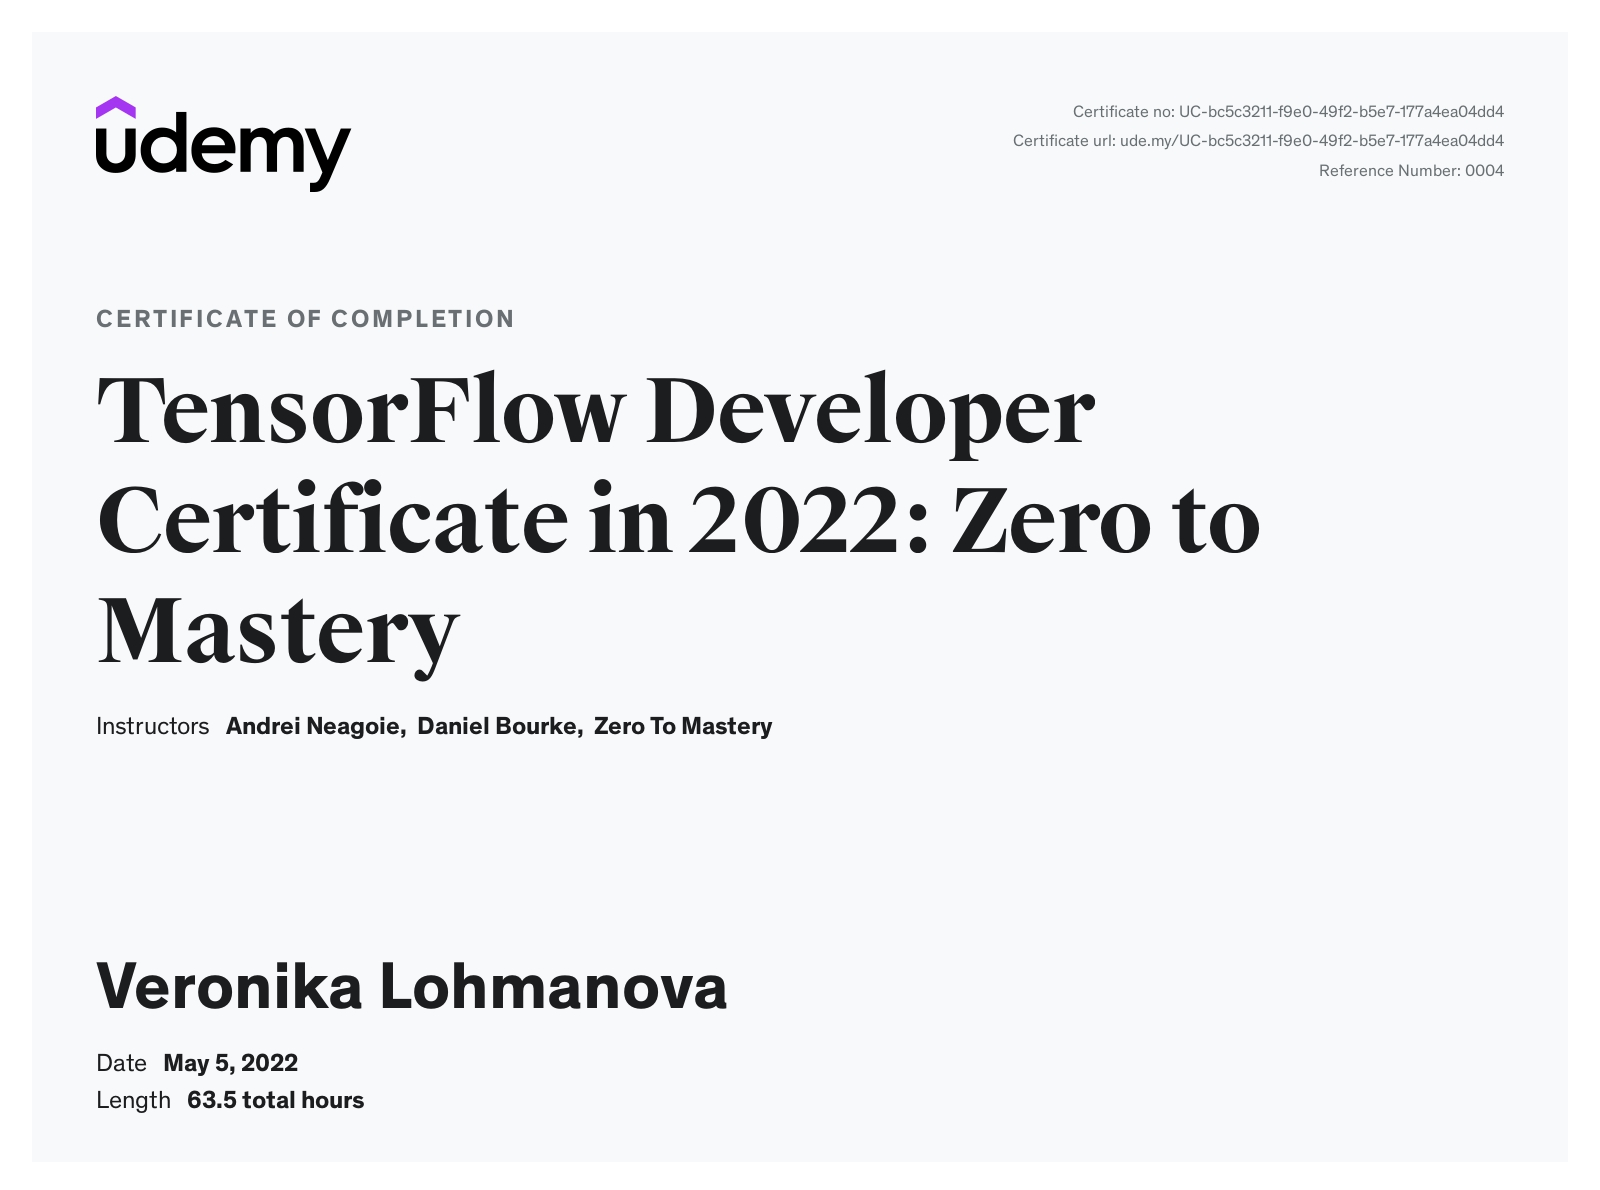 udemy
Certificate no: UC-bc5c3211-f9e0-49f2-b5e7-177a4ea04dd4
Certificate url: ude.my/UC-bc5c3211-f9e0-49f2-b5e7-177a4ea04dd4
Reference Number: 0004
CERTIFICATE OF COMPLETION
TensorFlow Developer
Certificate in 2022: Zero to
Mastery
Instructors Andrei Neagoie, Daniel Bourke, Zero To Mastery
Veronika Lohmanova
Date May 5, 2022
Length 63.5 total hours